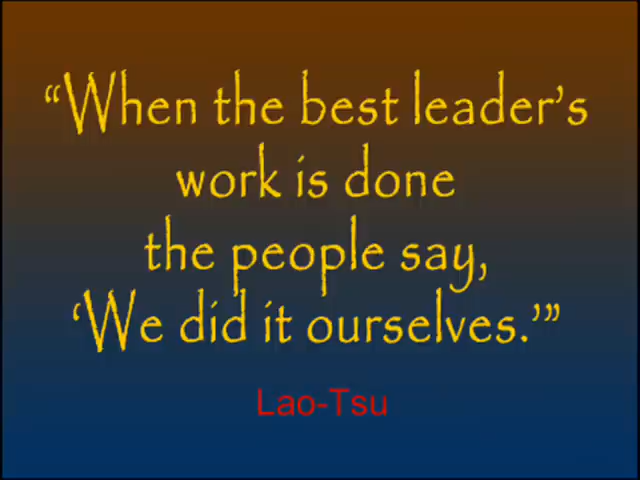 “When the best leader’s
work is done
the people say,
‘We did it ourselves.’”
Lao-Tsu